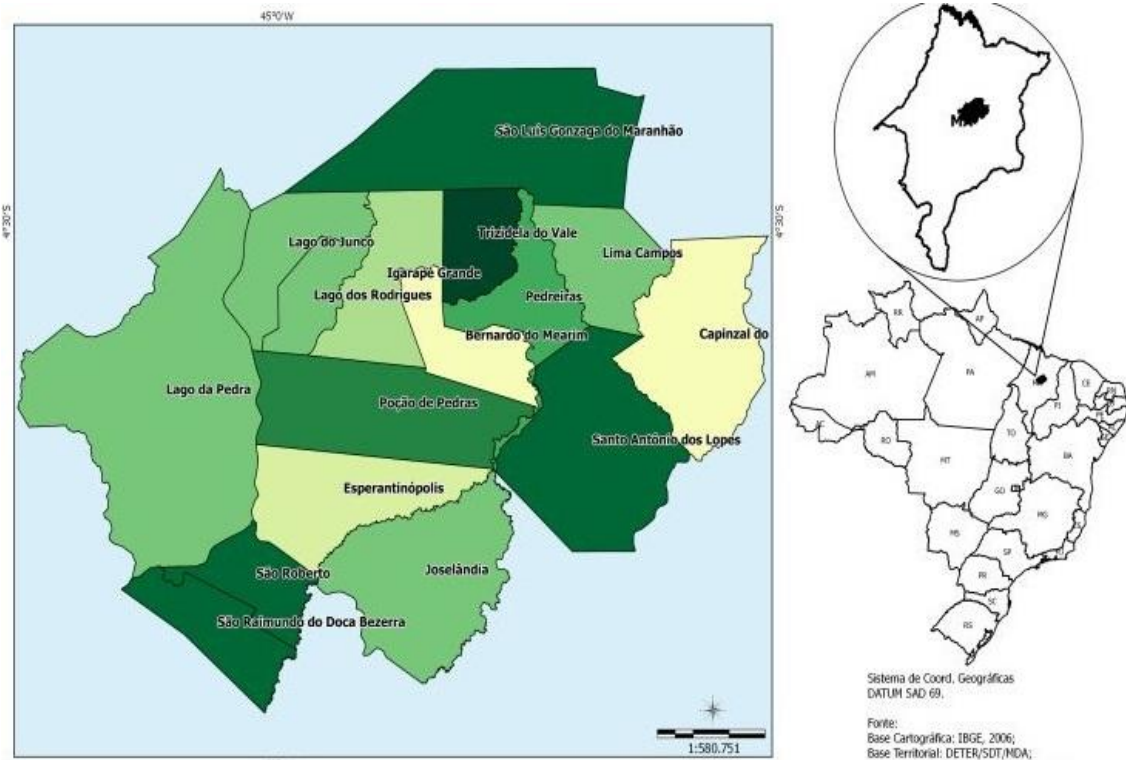 45°0'W
4°30'S
4°30'S
São Luís Gonzaga do Maranhão
Trizidela do Vale
Lago do Junco
Lima Campos
Igarapé Grande
Lago dos Rodrigues
Pedreiras
Bernardo do Mearim
Capinzal do
Lago da Pedra
Poção de Pedras
Santo Antônio dos Lopes
Esperantinópolis
São Roberto
Joselândia
São Raimundo do Doca Bezerra
1:580.751
RR
AP
AM
PA
CE
PI
AC
RO
TO
MT
BA
GO
MG
MS
SP
PR
SC
RS
Sistema de Coord. Geográficas
DATUM SAD 69.
Fonte:
Base Cartográfica: IBGE, 2006;
Base Territorial: DETER/SDT/MDA;